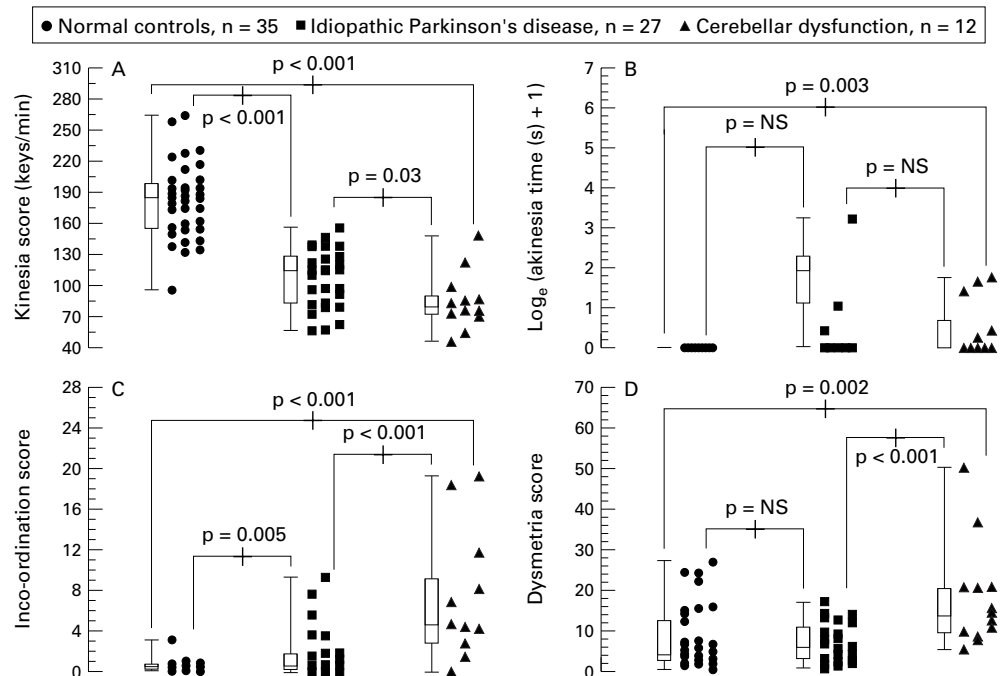 ● Normal controls, n = 35 ■ Idiopathic Parkinson's disease, n = 27 ▲ Cerebellar dysfunction, n = 12
A
Kinesia score (keys/min)
310
280
250
220
190
160
130
100
70
40
p < 0.001
p < 0.001
p = 0.03
B
Logₑ (akinesia time (s) + 1)
7
6
5
4
3
2
1
0
p = 0.003
p = NS
p = NS
C
Inco-ordination score
28
24
20
16
12
8
4
0
p < 0.001
p < 0.001
p = 0.005
D
Dysmetria score
70
60
50
40
30
20
10
0
p = 0.002
p < 0.001
p = NS